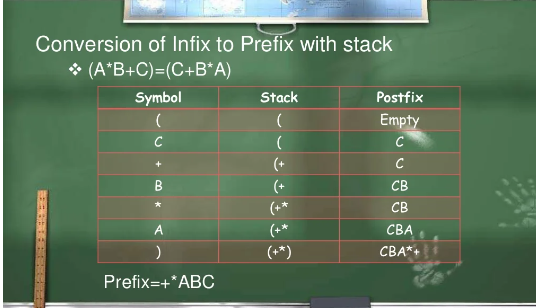 Conversion of Infix to Prefix with stack
❖ (A*B+C)=(C+B*A)
Symbol Stack Postfix
( ( Empty
C ( C
+ (+ C
B (+ CB
* (+* CB
A (+* CBA
) (+*) CBA*+
Prefix=+*ABC